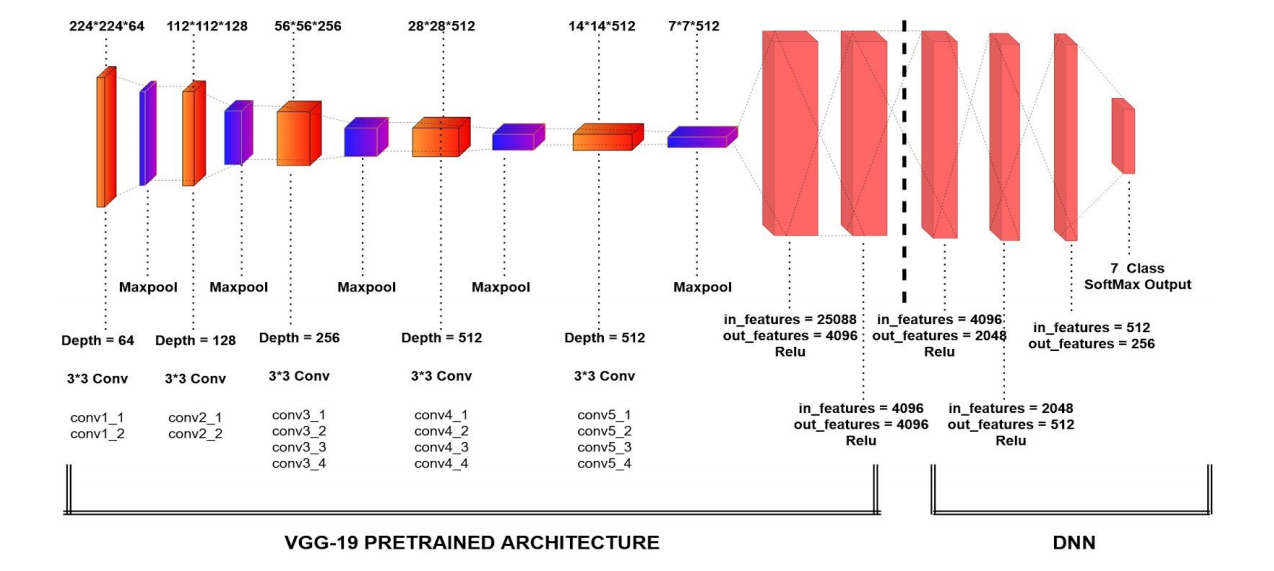 224*224*64 112*112*128 56*56*256 28*28*512 14*14*512 7*7*512
Maxpool Maxpool Maxpool Maxpool Maxpool
7 Class
SoftMax Output
in_features = 25088
out_features = 4096
Relu
in_features = 4096
out_features = 2048
Relu
in_features = 512
out_features = 256
Depth = 64 Depth = 128 Depth = 256 Depth = 512 Depth = 512
3*3 Conv 3*3 Conv 3*3 Conv 3*3 Conv 3*3 Conv
in_features = 4096
out_features = 4096
Relu
in_features = 2048
out_features = 512
Relu
conv1_1
conv1_2
conv2_1
conv2_2
conv3_1
conv3_2
conv3_3
conv3_4
conv4_1
conv4_2
conv4_3
conv4_4
conv5_1
conv5_2
conv5_3
conv5_4
VGG-19 PRETRAINED ARCHITECTURE
DNN